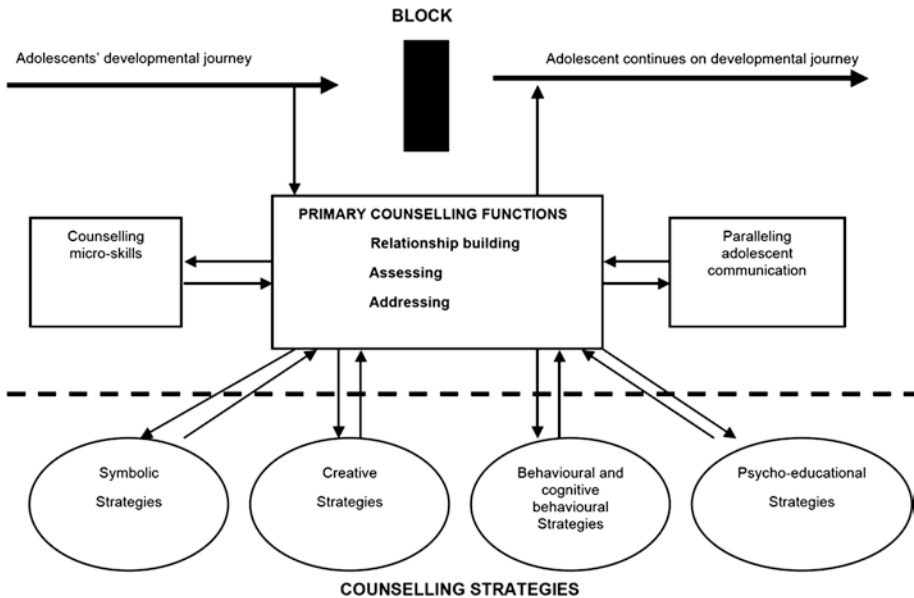 BLOCK
Adolescents' developmental journey
Adolescent continues on developmental journey
PRIMARY COUNSELLING FUNCTIONS
Relationship building
Assessing
Addressing
Counselling
micro-skills
Paralleling
adolescent
communication
Symbolic
Strategies
Creative
Strategies
Behavioural and
cognitive
behavioural
Strategies
Psycho-educational
Strategies
COUNSELLING STRATEGIES